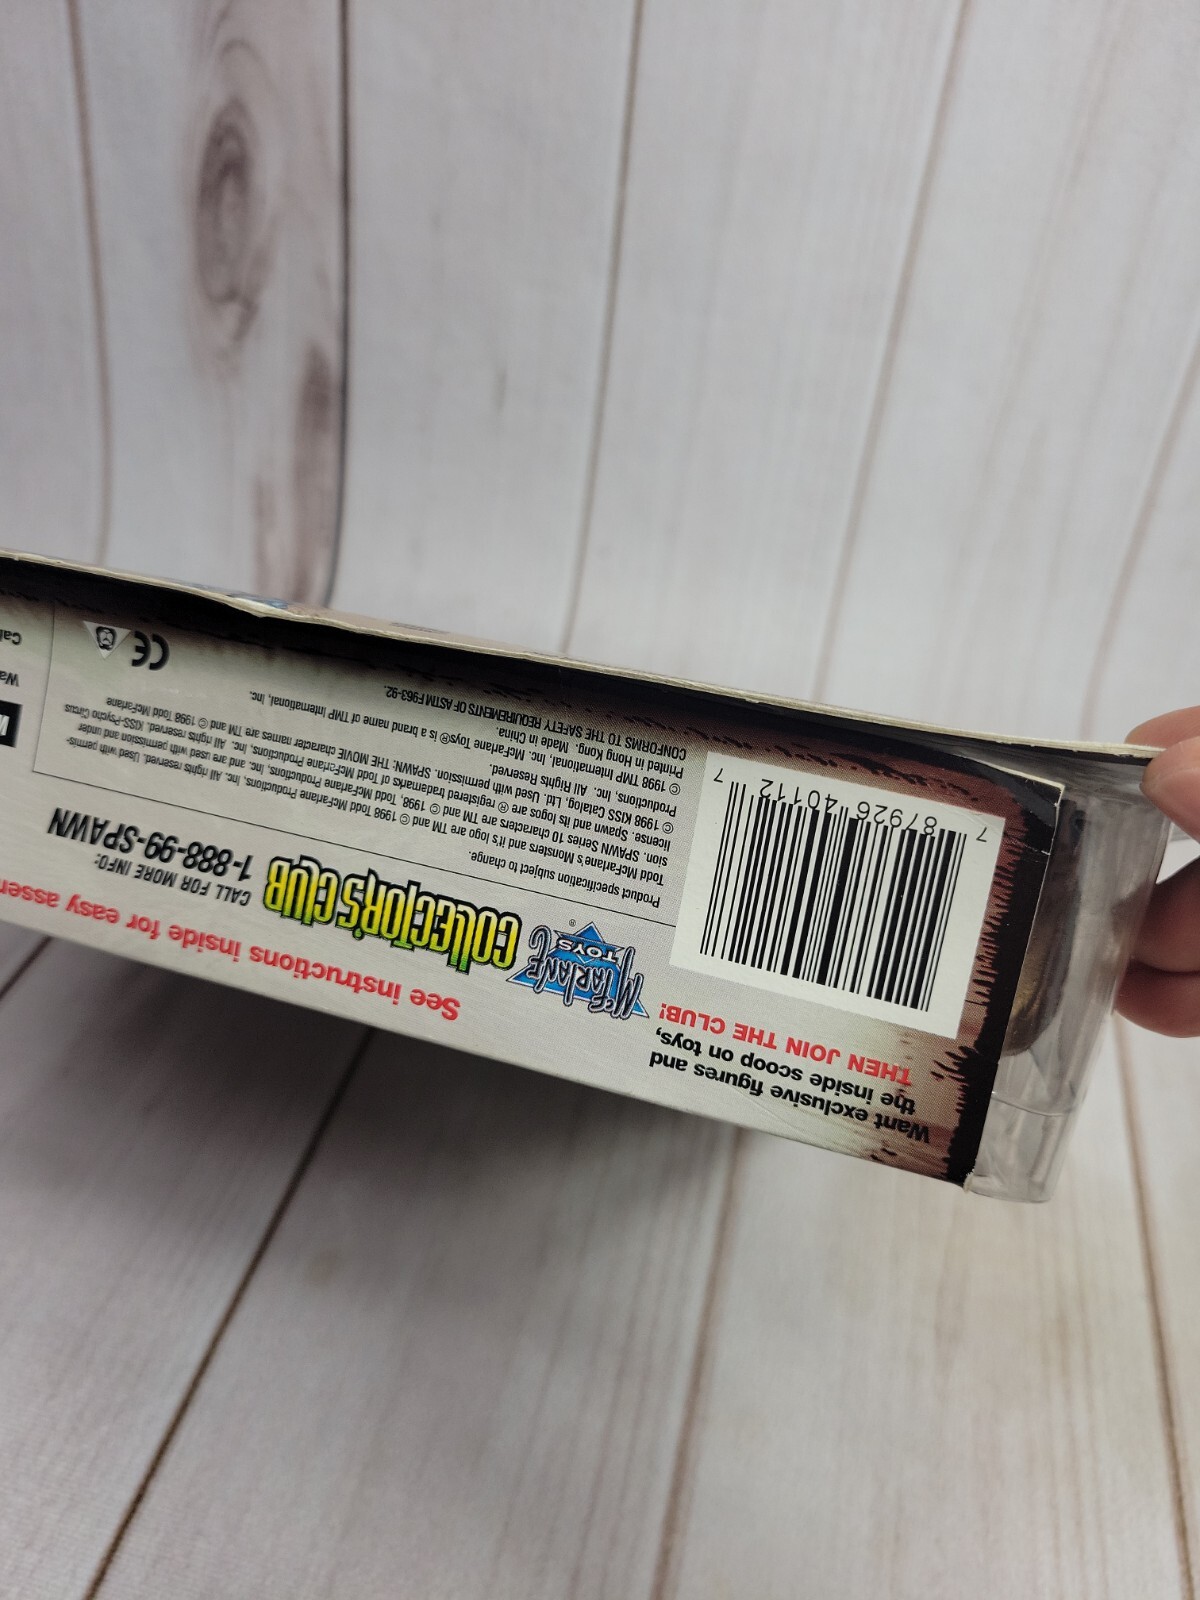 Want exclusive figures and
the inside scoop on toys,
THEN JOIN THE CLUB!
7 87926 40112 7
See instructions inside for easy assem
McFARLANE
TOYS
®
COLLECTOR'S CLUB
CALL FOR MORE INFO:
1-888-99-SPAWN
Product specification subject to change.
Todd McFarlane's Monsters and it's logo are TM and © 1998 Todd McFarlane Productions, Inc. All rights reserved. Used with permis-
sion. SPAWN Series 10 characters are TM and © 1998, Todd McFarlane Productions, Inc. and are used with permission and under
license. Spawn and its logos are ® registered trademarks of Todd McFarlane Productions, Inc. All rights reserved. KISS-Psycho Circus
© 1998 KISS Catalog, Ltd. Used with permission. SPAWN: THE MOVIE character names are TM and © 1998 Todd McFarlane
Productions, Inc. All Rights Reserved.
© 1998 TMP International, Inc. McFarlane Toys® is a brand name of TMP International, Inc.
Printed in Hong Kong. Made in China.
CONFORMS TO THE SAFETY REQUIREMENTS OF ASTM F963-92.
CE
W
Wa
Cal